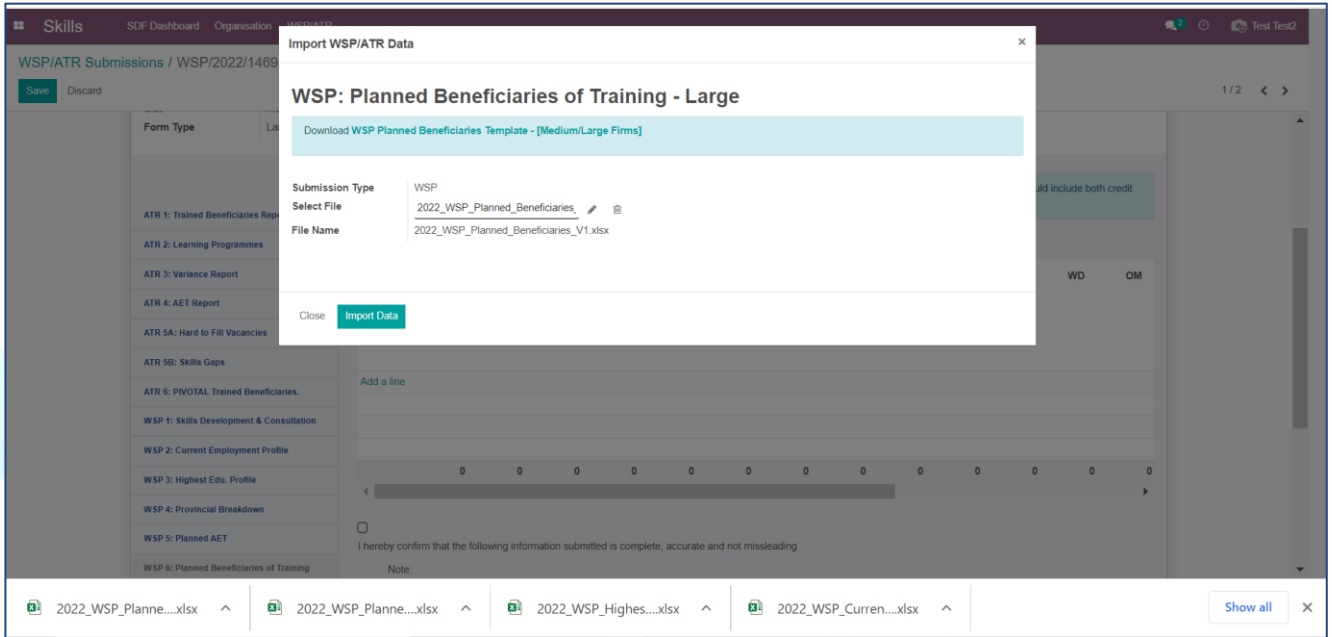 Skills SDF Dashboard Organisation WSP/ATR 2 Test Test2
Import WSP/ATR Data ×
WSP/ATR Submissions / WSP/2022/1469
Save Discard 1 / 2
WSP: Planned Beneficiaries of Training - Large
Form Type
Download WSP Planned Beneficiaries Template - [Medium/Large Firms]
Submission Type WSP
Select File 2022_WSP_Planned_Beneficiaries_
File Name 2022_WSP_Planned_Beneficiaries_V1.xlsx
include both credit
ATR 1: Trained Beneficiaries
ATR 2: Learning Programmes
ATR 3: Variance Report WD OM
ATR 4: AET Report
Close Import Data
ATR 5A: Hard to Fill Vacancies
ATR 5B: Skills Gaps
Add a line
ATR 6: PIVOTAL Trained Beneficiaries.
WSP 1: Skills Development & Consultation
WSP 2: Current Employment Profile
0 0 0 0 0 0 0 0 0 0 0 0 0
WSP 3: Highest Edu. Profile
WSP 4: Provincial Breakdown
WSP 5: Planned AET
I hereby confirm that the following information submitted is complete, accurate and not missleading
WSP 6: Planned Beneficiaries of Training
Note:
2022_WSP_Planne....xlsx 2022_WSP_Planne....xlsx 2022_WSP_Highes....xlsx 2022_WSP_Curren....xlsx Show all ×